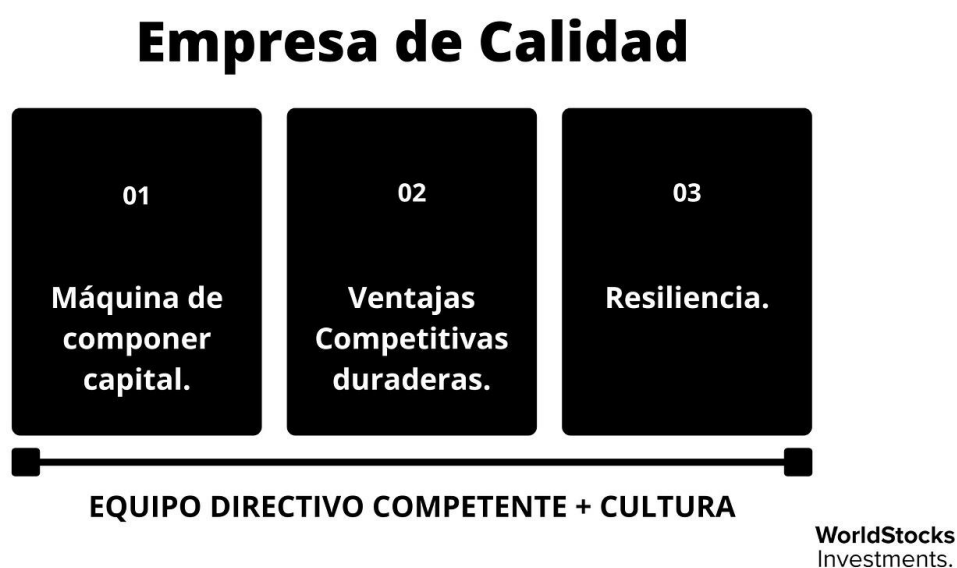 Empresa de Calidad
01
Máquina de
componer
capital.
02
Ventajas
Competitivas
duraderas.
03
Resiliencia.
EQUIPO DIRECTIVO COMPETENTE + CULTURA
WorldStocks
Investments.